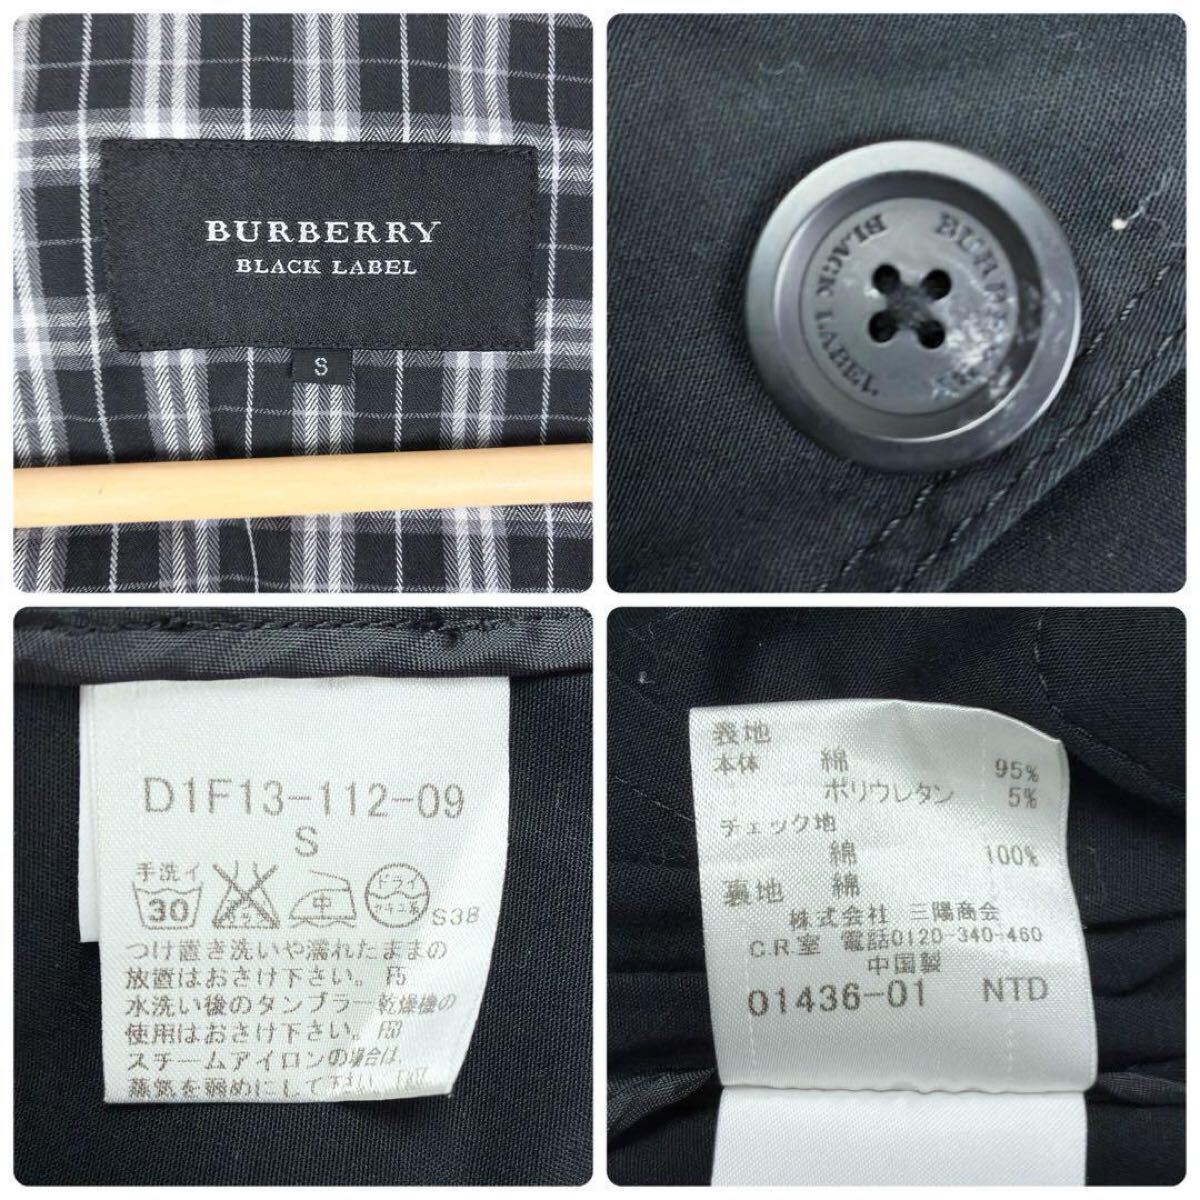 BURBERRY
BLACK LABEL
S
BURBERRY
BLACK LABEL
D1F13-112-09
S
手洗イ
30
中
ドライ
S38
つけ置き洗いや濡れたままの
放置はおさけ下さい。 F5
水洗い後のタンブラー乾燥機の
使用はおさけ下さい。
スチームアイロンの場合は、
蒸気を弱めにして下さい。
表地
本体 綿 95%
ポリウレタン 5%
チェック地
綿 100%
裏地 綿
株式会社 三陽商会
C.R室 電話0120-340-460
中国製
01436-01 NTD